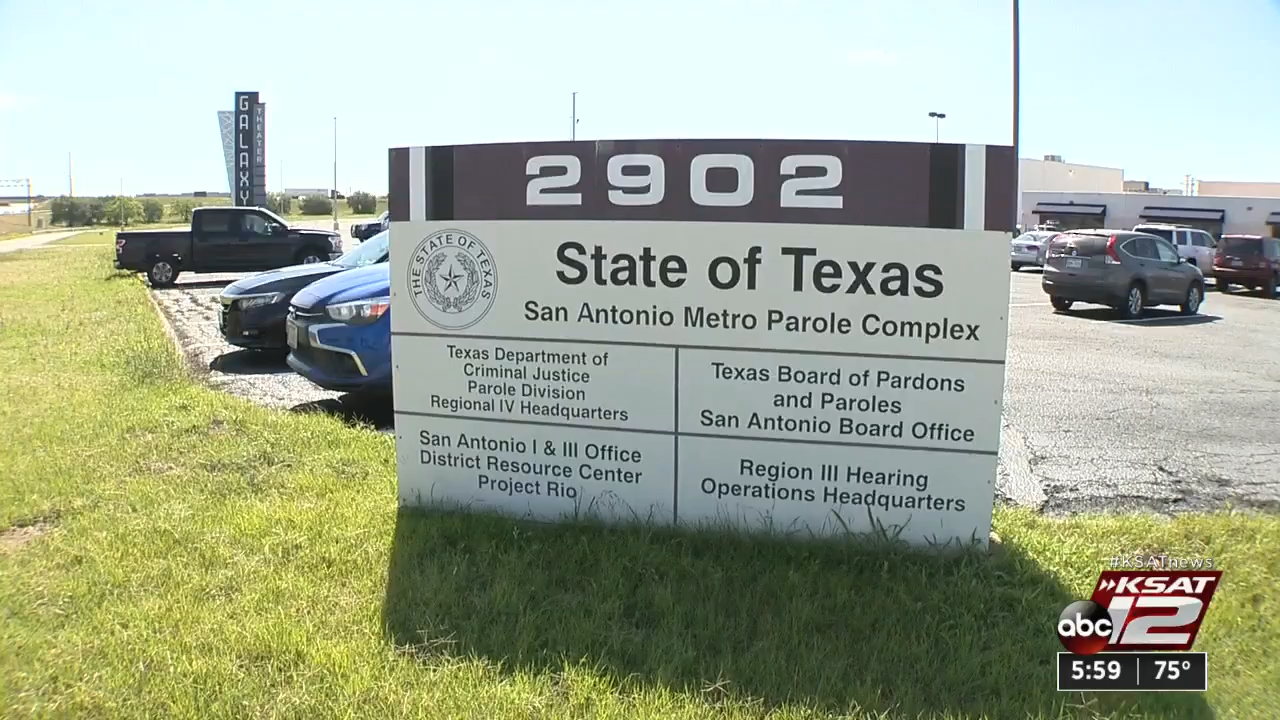 GALAXY
THEATER
2902
THE STATE OF TEXAS
State of Texas
San Antonio Metro Parole Complex
Texas Department of
Criminal Justice
Parole Division
Regional IV Headquarters
Texas Board of Pardons
and Paroles
San Antonio Board Office
San Antonio I & III Office
District Resource Center
Project Rio
Region III Hearing
Operations Headquarters
#KSATnews
KSAT
abc 12
5:59 75°